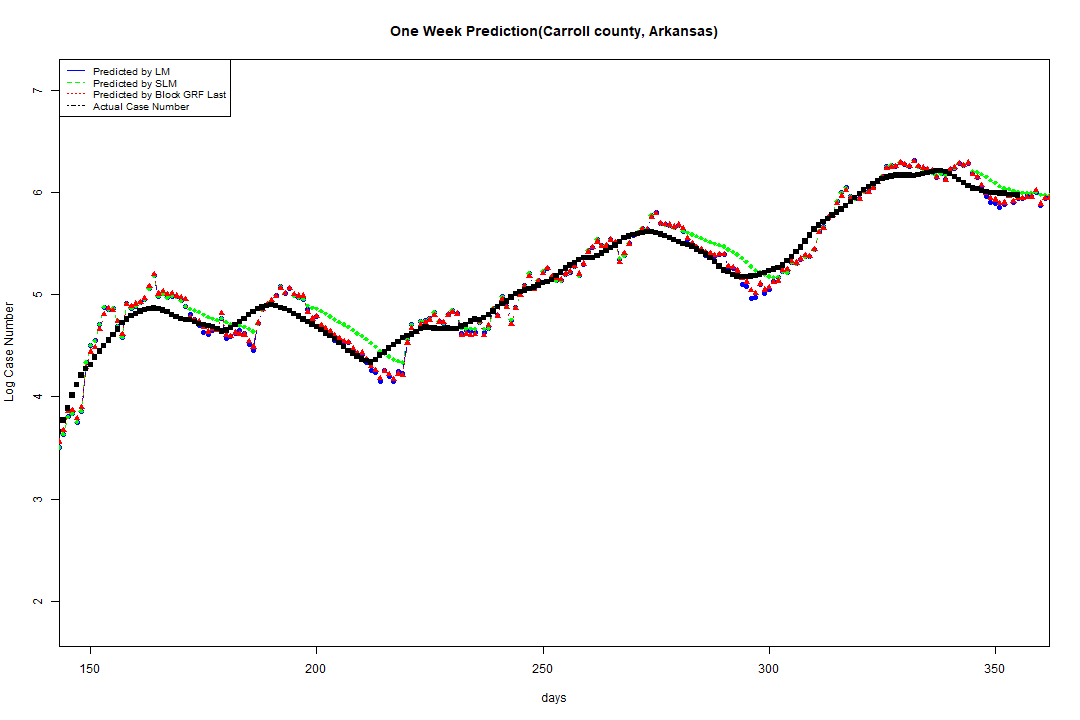 One Week Prediction(Carroll county, Arkansas)
Predicted by LM
Predicted by SLM
Predicted by Block GRF Last
Actual Case Number
7
6
5
4
3
2
Log Case Number
150 200 250 300 350
days